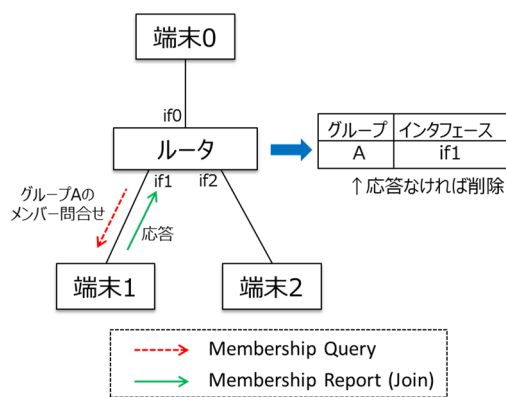 端末0
if0
ルータ
グループ インタフェース
A if1
↑応答なければ削除
if1 if2
グループAの
メンバー問合せ
応答
端末1
端末2
Membership Query
Membership Report (Join)